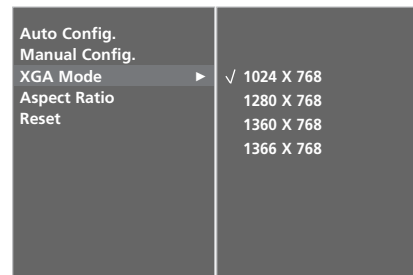 Auto Config.
Manual Config.
XGA Mode ►
Aspect Ratio
Reset
√ 1024 X 768
1280 X 768
1360 X 768
1366 X 768